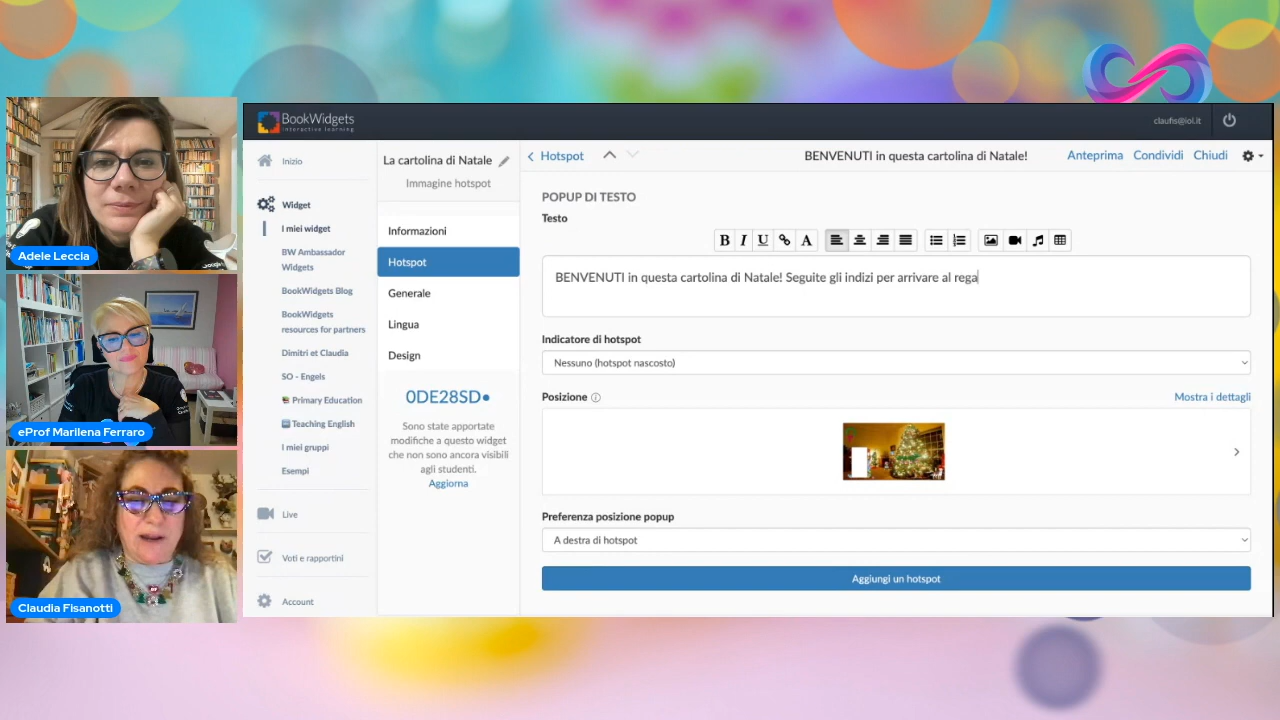 Adele Leccia
eProf Marilena Ferraro
Claudia Fisanotti
BookWidgets
interactive learning
claufis@iol.it
Inizio
Widget
I miei widget
BW Ambassador
Widgets
BookWidgets Blog
BookWidgets
resources for partners
Dimitri et Claudia
SO - Engels
Primary Education
Teaching English
I miei gruppi
Esempi
Live
Voti e rapportini
Account
La cartolina di Natale
Immagine hotspot
Informazioni
Hotspot
Generale
Lingua
Design
0DE28SD•
Sono state apportate
modifiche a questo widget
che non sono ancora visibili
agli studenti.
Aggiorna
Hotspot
BENVENUTI in questa cartolina di Natale!
Anteprima Condividi Chiudi
POPUP DI TESTO
Testo
B I U A
BENVENUTI in questa cartolina di Natale! Seguite gli indizi per arrivare al rega
Indicatore di hotspot
Nessuno (hotspot nascosto)
Posizione
Mostra i dettagli
Preferenza posizione popup
A destra di hotspot
Aggiungi un hotspot